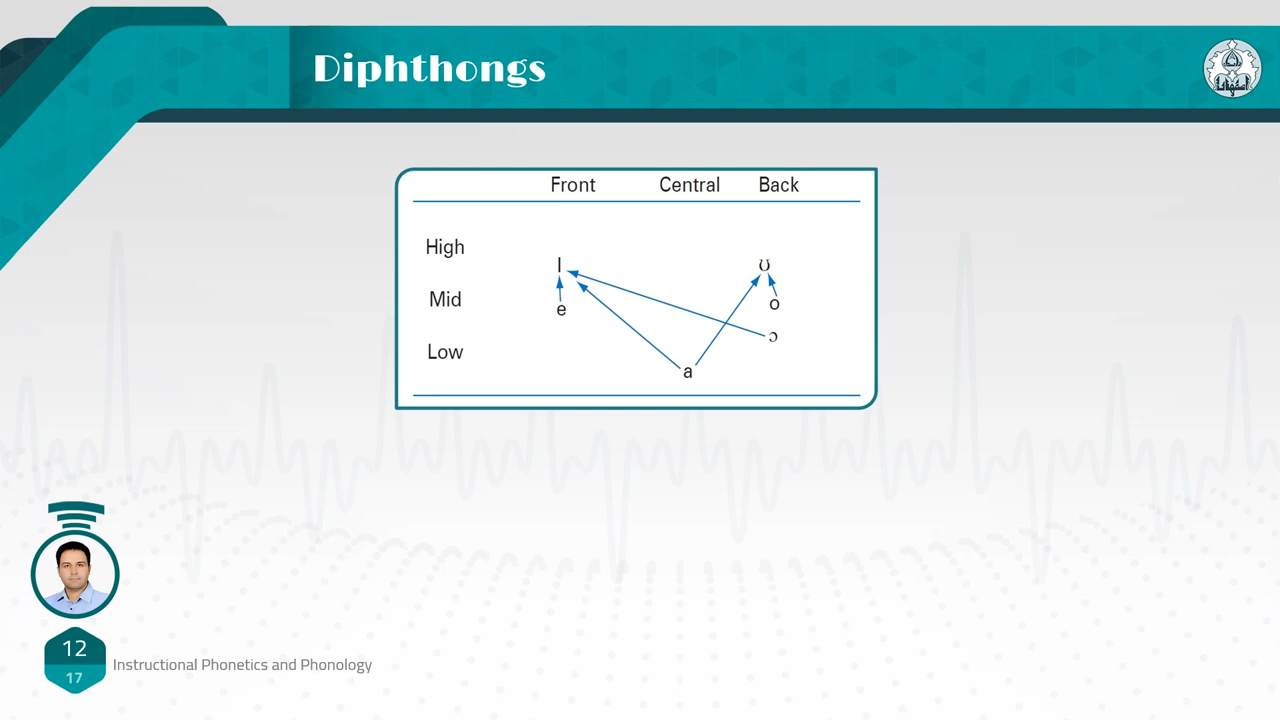 Diphthongs
Front Central Back
High
I ʊ
Mid
e o
ɔ
Low
a
12
17
Instructional Phonetics and Phonology